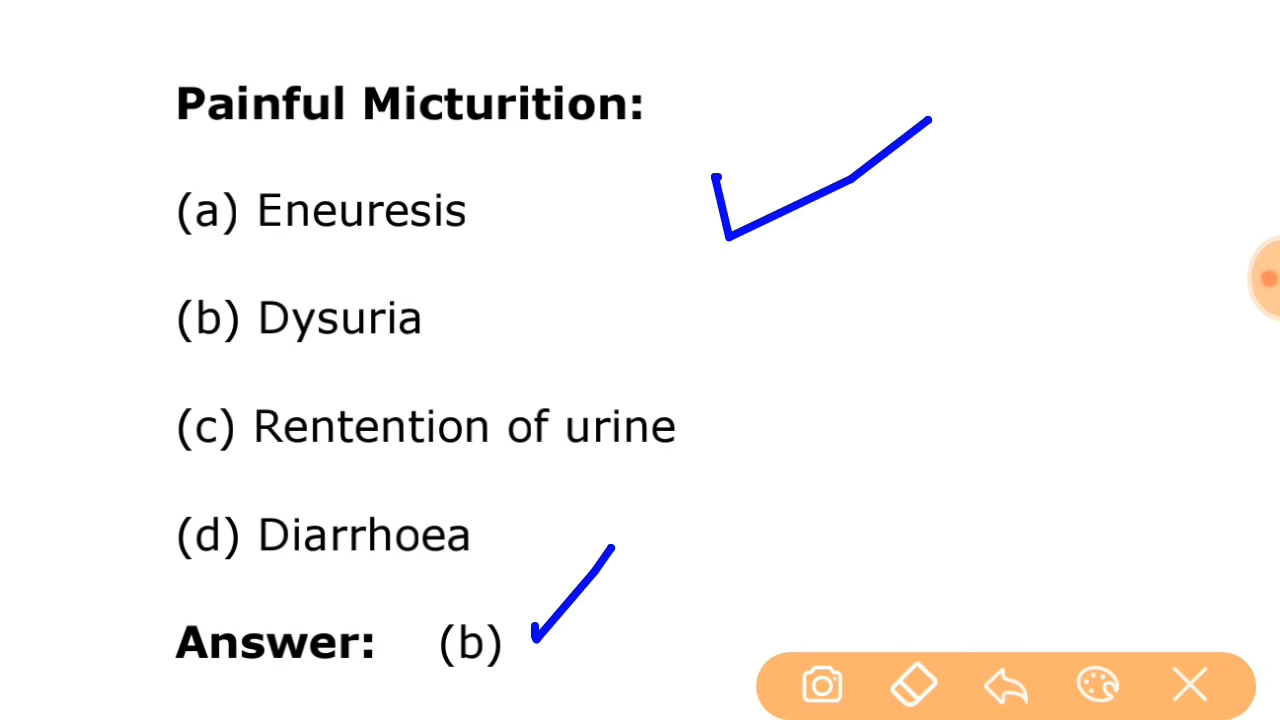 Painful Micturition:
(a) Eneuresis
(b) Dysuria
(c) Rentention of urine
(d) Diarrhoea
Answer: (b)